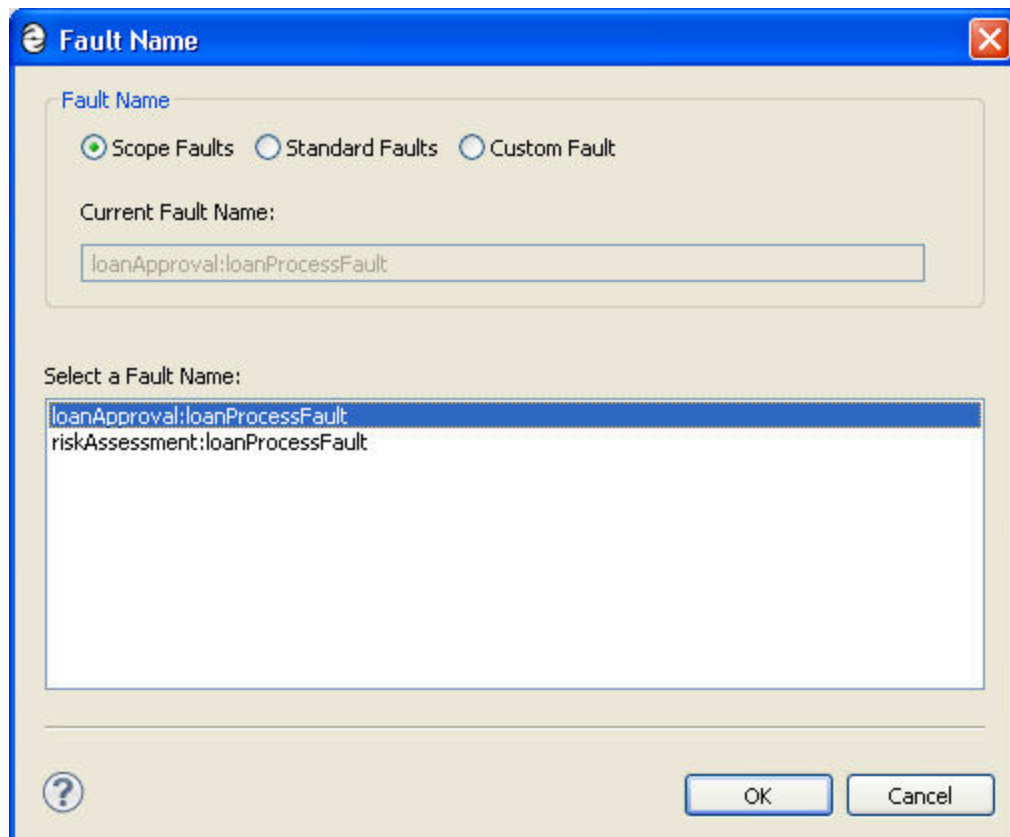 Fault Name
Fault Name
Scope Faults Standard Faults Custom Fault
Current Fault Name:
loanApproval:loanProcessFault
Select a Fault Name:
loanApproval:loanProcessFault
riskAssessment:loanProcessFault
? OK Cancel